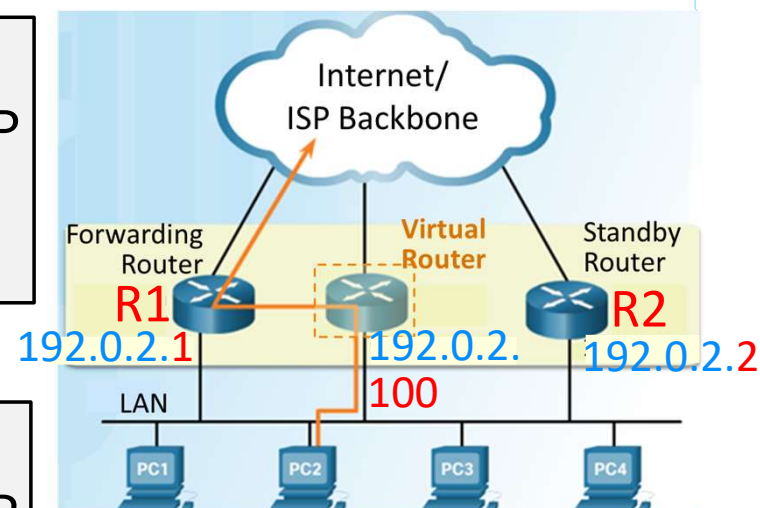 P
Internet/
ISP Backbone
Forwarding
Router
Virtual
Router
Standby
Router
R1
R2
192.0.2.1
192.0.2.
100
192.0.2.2
LAN
PC1
PC2
PC3
PC4